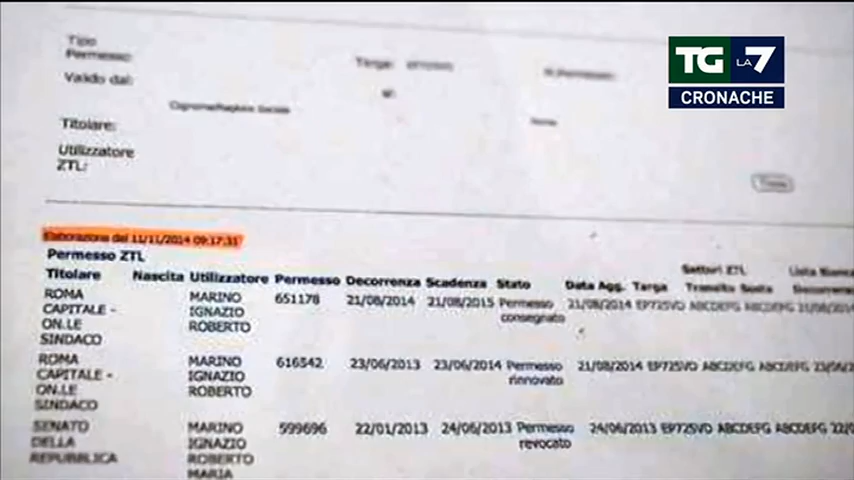 TG LA 7
CRONACHE
Tipo
Permesso:
Targa:
Valido dal:
Titolare:
Utilizzatore
ZTL:
Elaborazione del 11/11/2014 09:17:31
Permesso ZTL
Settori ZTL
Titolare Nascita Utilizzatore Permesso Decorrenza Scadenza Stato Data Agg. Targa Transito Sosta
ROMA MARINO 651178 21/08/2014 21/08/2015 Permesso 21/08/2014 EP725VD ABCDEFG ABCDEFG
CAPITALE - IGNAZIO consegnato
ON.LE ROBERTO
SINDACO
ROMA MARINO 616542 23/06/2013 23/06/2014 Permesso 21/08/2014 EP725VD ABCDEFG ABCDEFG
CAPITALE - IGNAZIO rinnovato
ON.LE ROBERTO
SINDACO
SENATO MARINO 599696 22/01/2013 24/06/2013 Permesso 24/06/2013 EP725VD ABCDEFG ABCDEFG
DELLA IGNAZIO revocato
REPUBBLICA ROBERTO
MARIA